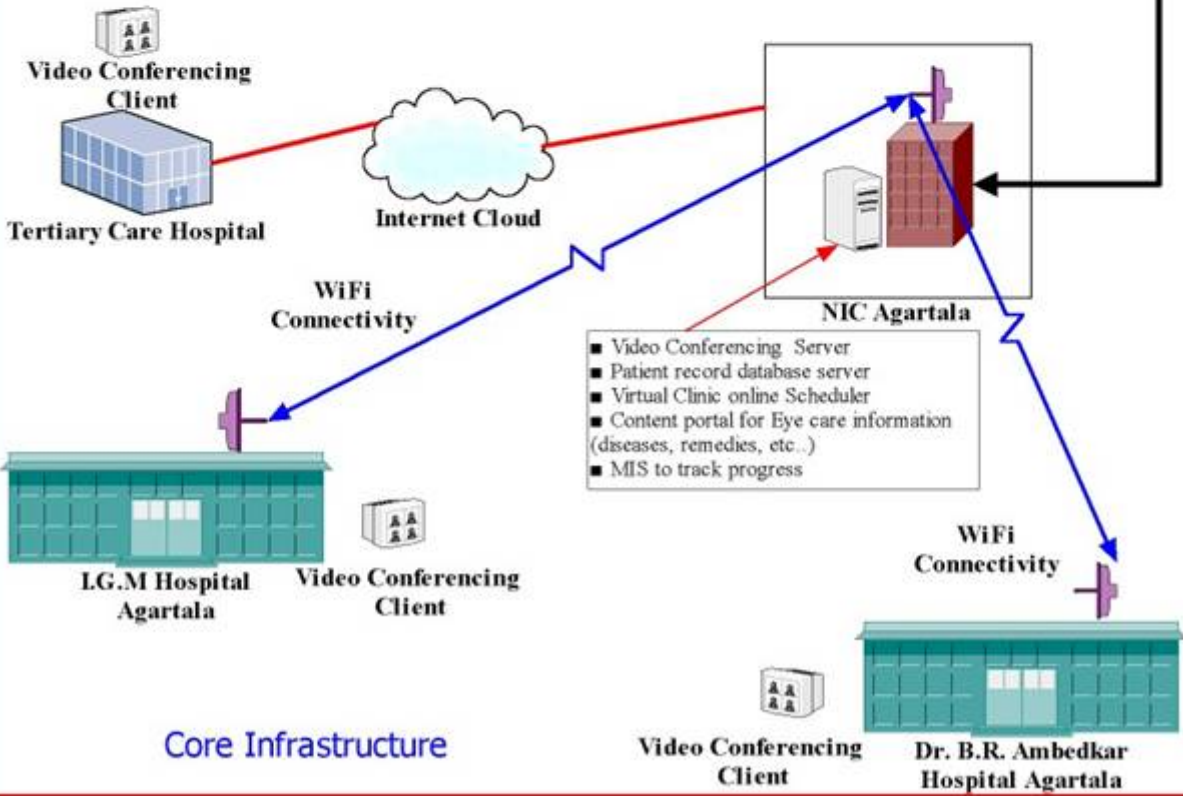 Video Conferencing
Client
Tertiary Care Hospital
Internet Cloud
NIC Agartala
WiFi
Connectivity
■ Video Conferencing Server
■ Patient record database server
■ Virtual Clinic online Scheduler
■ Content portal for Eye care information
(diseases, remedies, etc..)
■ MIS to track progress
I.G.M Hospital
Agartala
Video Conferencing
Client
WiFi
Connectivity
Core Infrastructure
Video Conferencing
Client
Dr. B.R. Ambedkar
Hospital Agartala